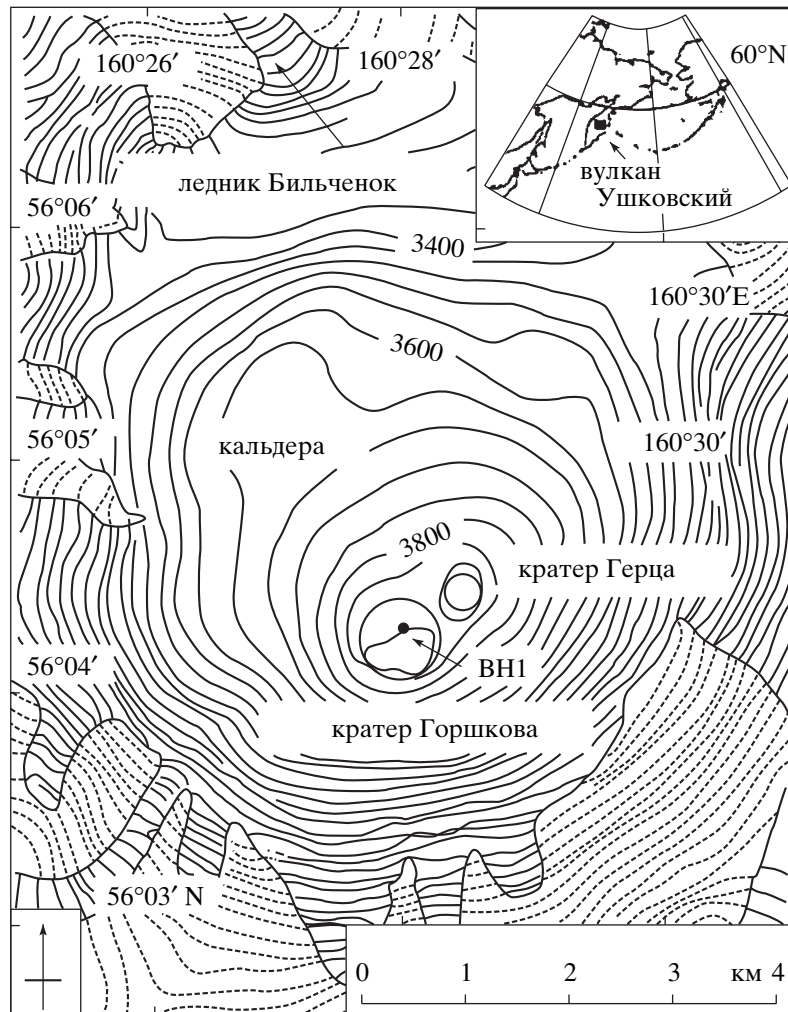 160°26′
160°28′
60°N
вулкан
Ушковский
ледник Бильченок
56°06′
3400
160°30′E
3600
56°05′
кальдера
160°30′
3800
кратер Герца
56°04′
BH1
кратер Горшкова
56°03′ N
0 1 2 3 км 4